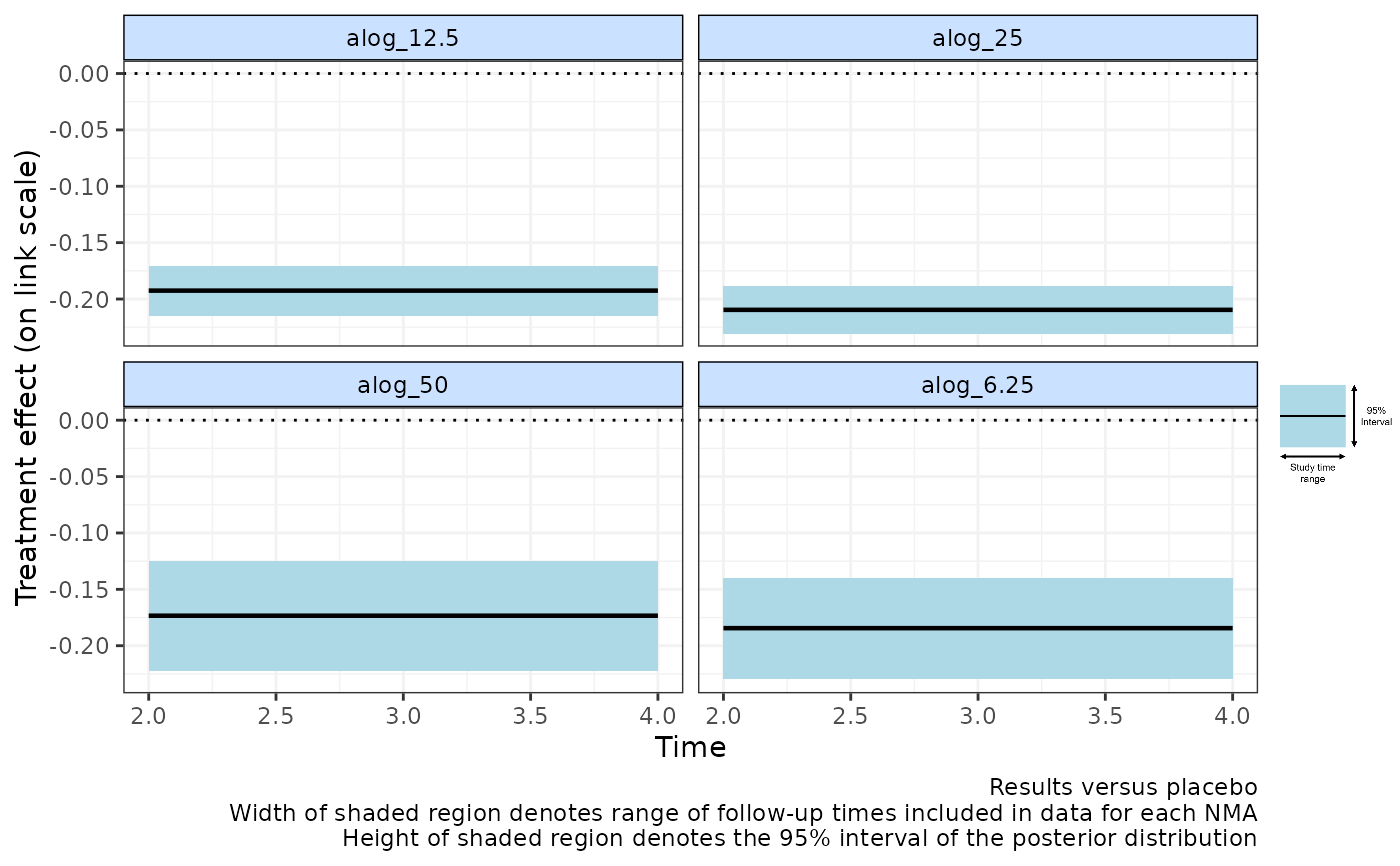 alog_12.5
alog_25
0.00
-0.05
-0.10
-0.15
-0.20
alog_50
alog_6.25
0.00
-0.05
-0.10
-0.15
-0.20
2.0 2.5 3.0 3.5 4.0
2.0 2.5 3.0 3.5 4.0
Time
Treatment effect (on link scale)
95%
Interval
Study time
range
Results versus placebo
Width of shaded region denotes range of follow-up times included in data for each NMA
Height of shaded region denotes the 95% interval of the posterior distribution